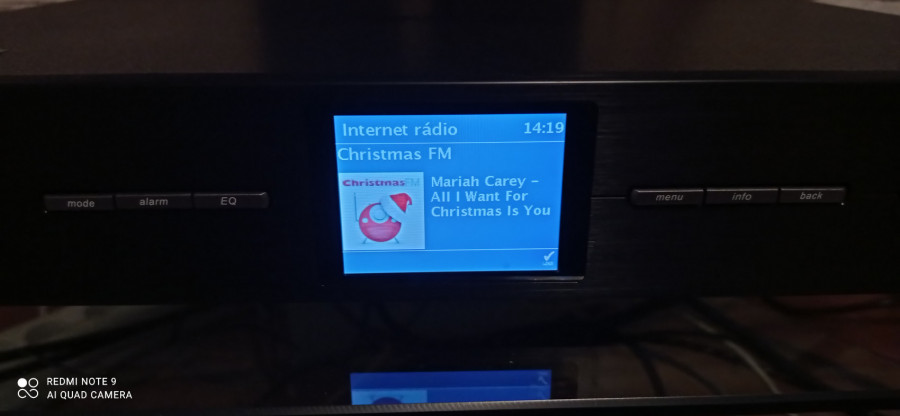 Internet rádio 14:19
Christmas FM
ChristmasFM
Mariah Carey –
All I Want For
Christmas Is You
mode alarm EQ
menu info back
REDMI NOTE 9
AI QUAD CAMERA